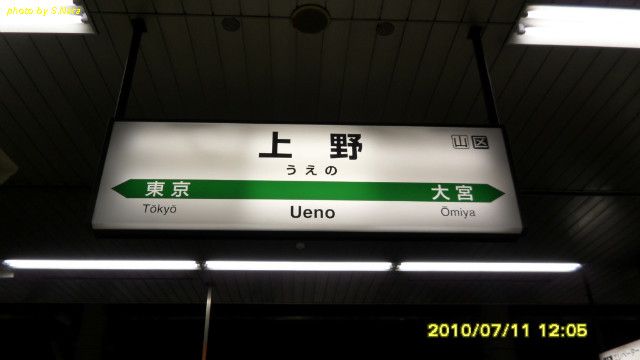 photo by S.Nasa
上野
山区
うえの
東京 大宮
Tōkyō Ueno Ōmiya
2010/07/11 12:05